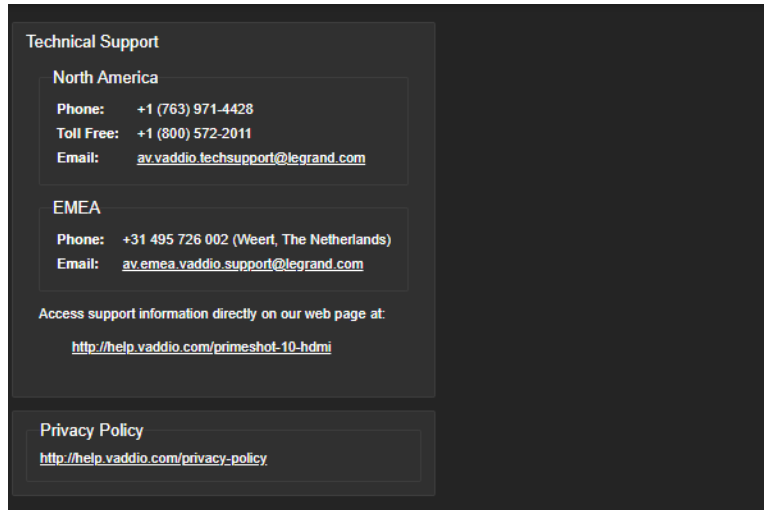 Technical Support
North America
Phone: +1 (763) 971-4428
Toll Free: +1 (800) 572-2011
Email: av.vaddio.techsupport@legrand.com
EMEA
Phone: +31 495 726 002 (Weert, The Netherlands)
Email: av.emea.vaddio.support@legrand.com
Access support information directly on our web page at:
http://help.vaddio.com/primeshot-10-hdmi
Privacy Policy
http://help.vaddio.com/privacy-policy